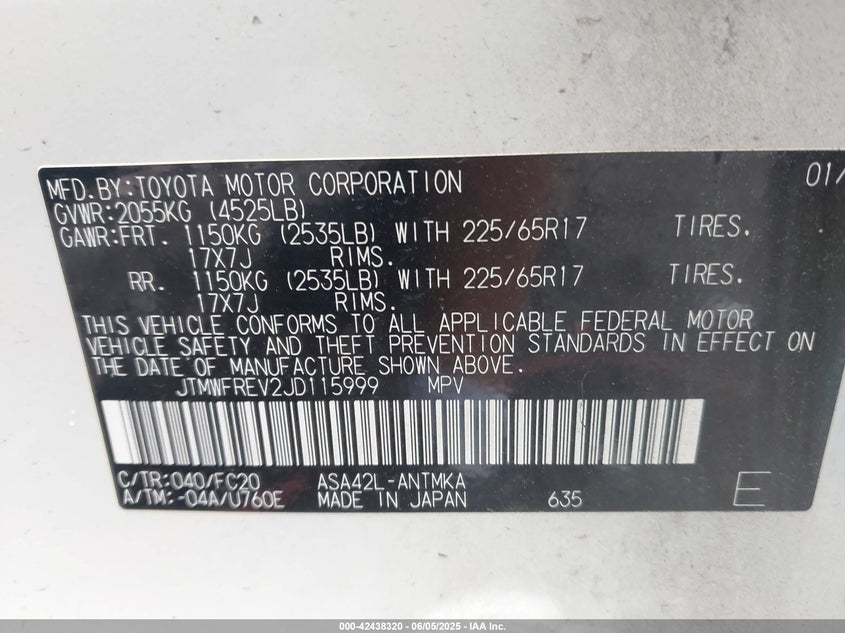 MFD.BY:TOYOTA MOTOR CORPORATION 01/
GVWR:2055KG (4525LB)
GAWR:FRT. 1150KG (2535LB) WITH 225/65R17 TIRES.
17X7J RIMS.
RR. 1150KG (2535LB) WITH 225/65R17 TIRES.
17X7J RIMS.
THIS VEHICLE CONFORMS TO ALL APPLICABLE FEDERAL MOTOR
VEHICLE SAFETY AND THEFT PREVENTION STANDARDS IN EFFECT ON
THE DATE OF MANUFACTURE SHOWN ABOVE.
JTMWFREV2JD115999 MPV
C/TR:040/FC20 ASA42L-ANTMKA
A/TM:-04A/U760E MADE IN JAPAN 635 E
000-42438320 - 06/05/2025 - IAA Inc.